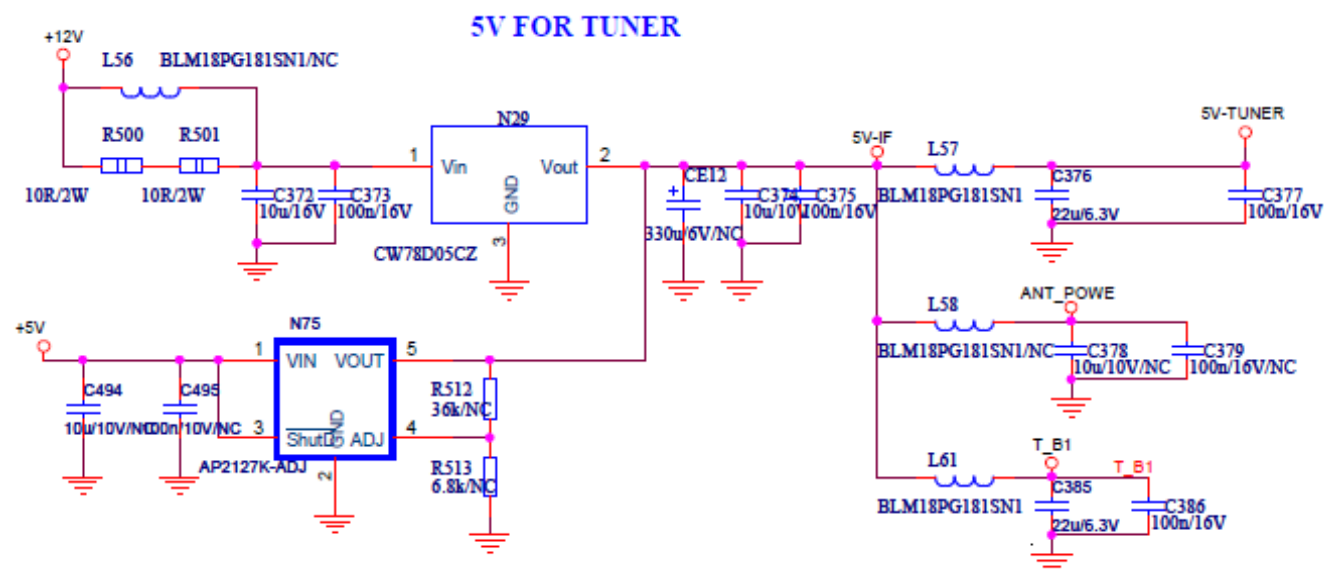 5V FOR TUNER
+12V
L56
BLM18PG181SN1/NC
R500
R501
10R/2W
10R/2W
C372
10u/16V
C373
100n/16V
N29
1
Vin
Vout
2
GND
3
CW78D05CZ
CE12
330u/6V/NC
C374
10u/10V
C375
100n/16V
5V-IF
L57
BLM18PG181SN1
C376
22u/6.3V
5V-TUNER
C377
100n/16V
+5V
C494
10u/10V/NC
C495
100n/10V/NC
N75
1
VIN
VOUT
5
3
ShutD
GND
ADJ
4
AP2127K-ADJ
2
R512
36k/NC
R513
6.8k/NC
L58
BLM18PG181SN1/NC
ANT_POWE
C378
10u/10V/NC
C379
100n/16V/NC
L61
BLM18PG181SN1
T_B1
T_B1
C385
22u/6.3V
C386
100n/16V